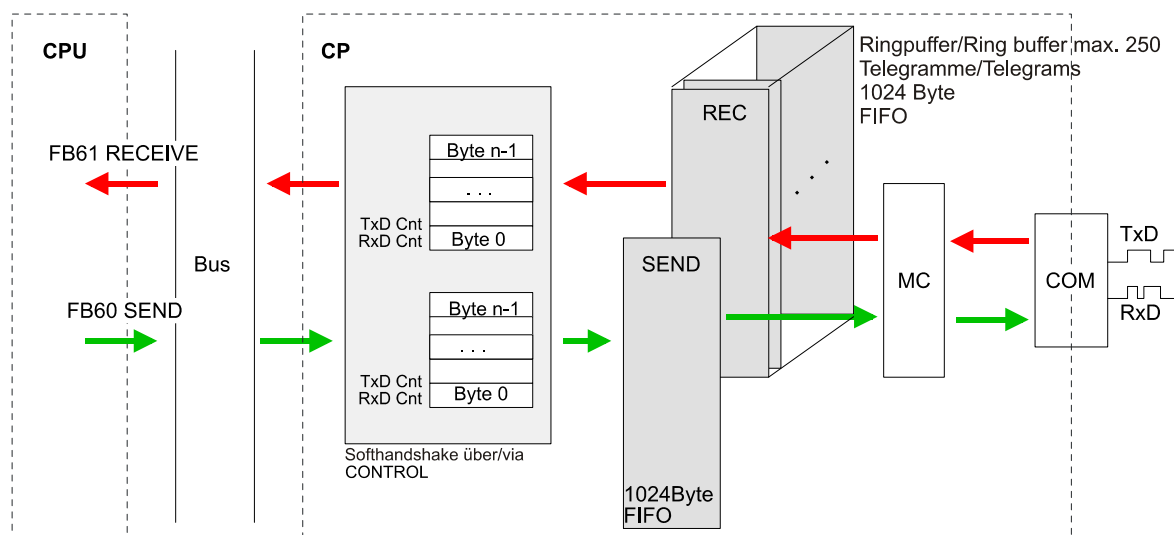 CPU
CP
Ringpuffer/Ring buffer max. 250
Telegramme/Telegrams
1024 Byte
FIFO
REC
FB61 RECEIVE
Byte n-1
. . .
TxD Cnt
RxD Cnt
Byte 0
Bus
SEND
MC
COM
TxD
RxD
FB60 SEND
Byte n-1
. . .
TxD Cnt
RxD Cnt
Byte 0
Softhandshake über/via
CONTROL
1024Byte
FIFO